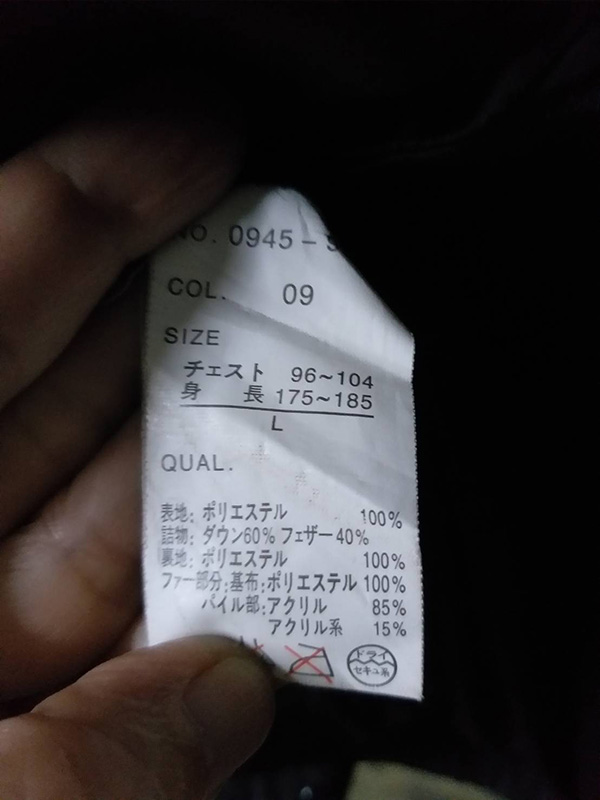 NO. 0945-9
COL. 09
SIZE
チェスト 96~104
身 長 175~185
L
QUAL.
表地: ポリエステル 100%
詰物: ダウン60% フェザー40%
裏地: ポリエステル 100%
ファー部分:基布:ポリエステル 100%
パイル部:アクリル 85%
アクリル系 15%
ドライ
セキユ系